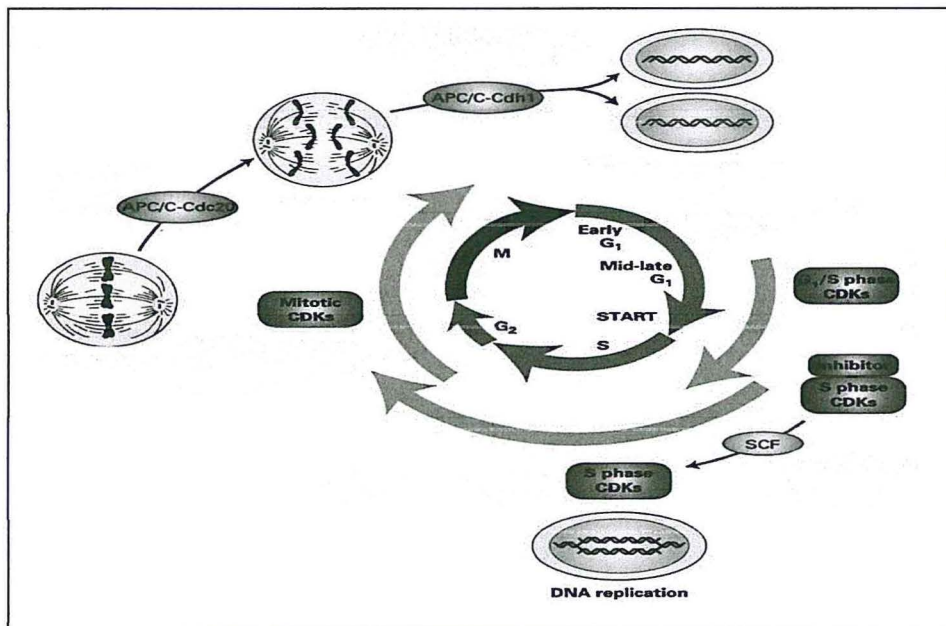 APC/C-Cdh1
APC/C-Cdc20
Early
G₁
M
Mid-late
G₁
G₁/S phase
CDKs
Mitotic
CDKs
START
G₂
S
Inhibitor
S phase
CDKs
SCF
S phase
CDKs
DNA replication